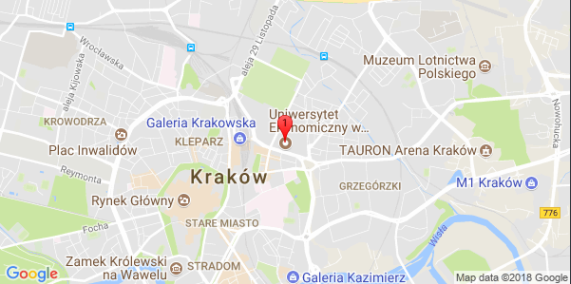 Wrocławska
aleja 29 Listopada
aleja Kijowska
Muzeum Lotnictwa
Polskiego
Nowohucka
KROWODRZA
Galeria Krakowska
1
Uniwersytet
Ekonomiczny w...
KLEPARZ
Plac Inwalidów
TAURON Arena Kraków
Reymonta
Kraków
GRZEGÓRZKI
M1 Kraków
Rynek Główny
776
STARE MIASTO
Focha
Wisła
Zamek Królewski
na Wawelu
STRADOM
Galeria Kazimierz
Google
Map data ©2018 Google